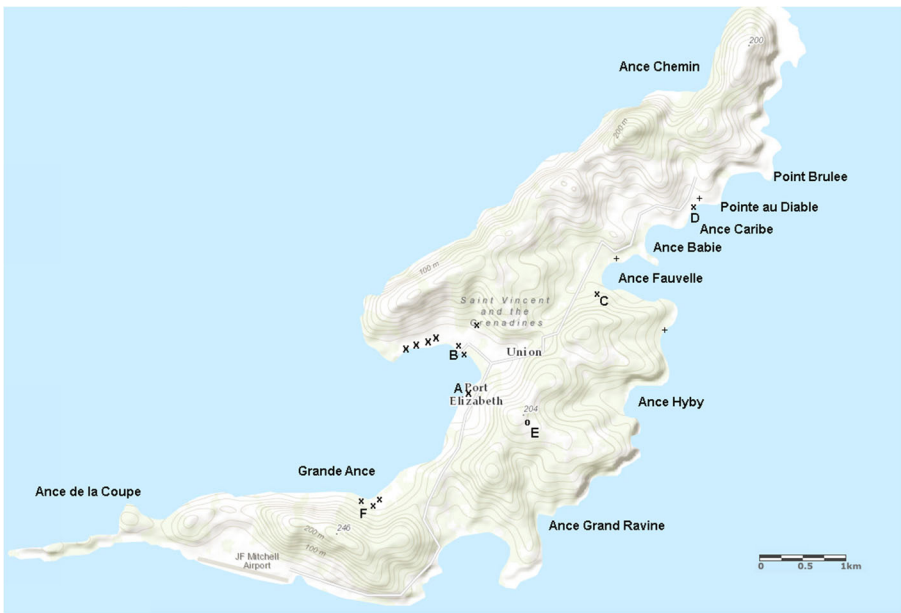 200
Ance Chemin
200 m
Point Brulee
x
+
Pointe au Diable
D
Ance Caribe
Ance Babie
+
100 m
Ance Fauvelle
x
C
Saint Vincent
and the
Grenadines
x
+
x x x x
x
B x
Union
A
x
Port
Elizabeth
Ance Hyby
204
o
E
Grande Ance
Ance de la Coupe
x x
x
F
Ance Grand Ravine
246
200 m
100 m
JF Mitchell
Airport
0 0.5 1km